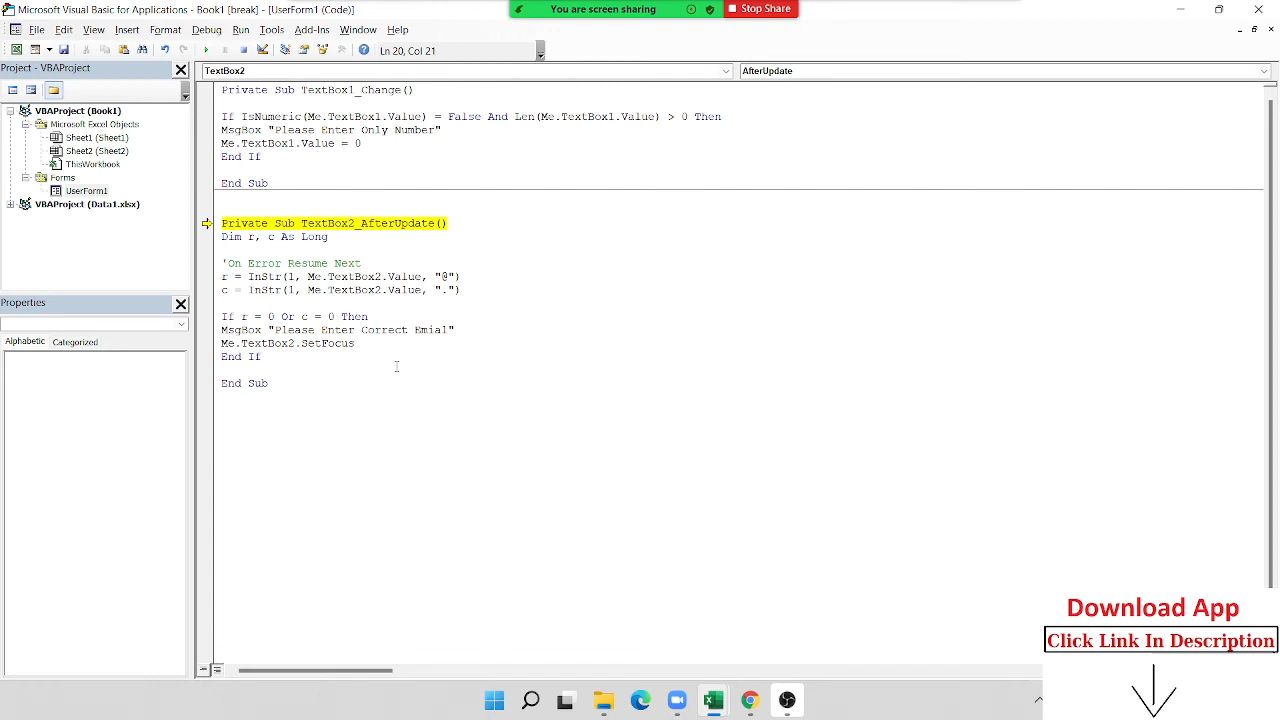 Microsoft Visual Basic for Applications - Book1 [break] - [UserForm1 (Code)]
You are screen sharing
Stop Share
File Edit View Insert Format Debug Run Tools Add-Ins Window Help
Ln 20, Col 21
Project - VBAProject
TextBox2
AfterUpdate
VBAProject (Book1)
Microsoft Excel Objects
Sheet1 (Sheet1)
Sheet2 (Sheet2)
ThisWorkbook
Forms
UserForm1
VBAProject (Data1.xlsx)
Properties
Alphabetic Categorized
Private Sub TextBox1_Change()
If IsNumeric(Me.TextBox1.Value) = False And Len(Me.TextBox1.Value) > 0 Then
MsgBox "Please Enter Only Number"
Me.TextBox1.Value = 0
End If
End Sub
Private Sub TextBox2_AfterUpdate()
Dim r, c As Long
'On Error Resume Next
r = InStr(1, Me.TextBox2.Value, "@")
c = InStr(1, Me.TextBox2.Value, ".")
If r = 0 Or c = 0 Then
MsgBox "Please Enter Correct Emial"
Me.TextBox2.SetFocus
End If
End Sub
Download App
Click Link In Description